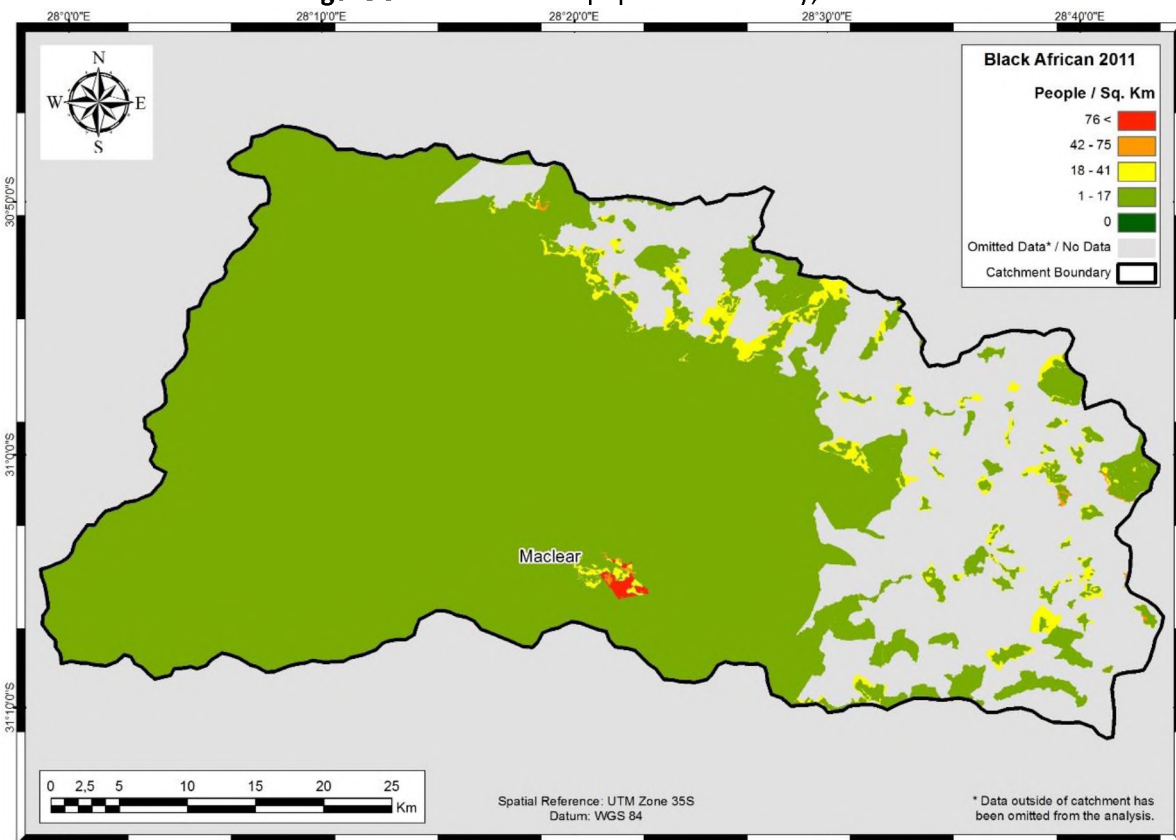 28°0'0"E 28°10'0"E 28°20'0"E 28°30'0"E 28°40'0"E
N
W E
S
Black African 2011
People / Sq. Km
76 <
42 - 75
18 - 41
1 - 17
0
Omitted Data* / No Data
Catchment Boundary
30°50'0"S
31°0'0"S
Maclear
31°10'0"S
0 2,5 5 10 15 20 25
Km
Spatial Reference: UTM Zone 35S
Datum: WGS 84
* Data outside of catchment has
been omitted from the analysis.